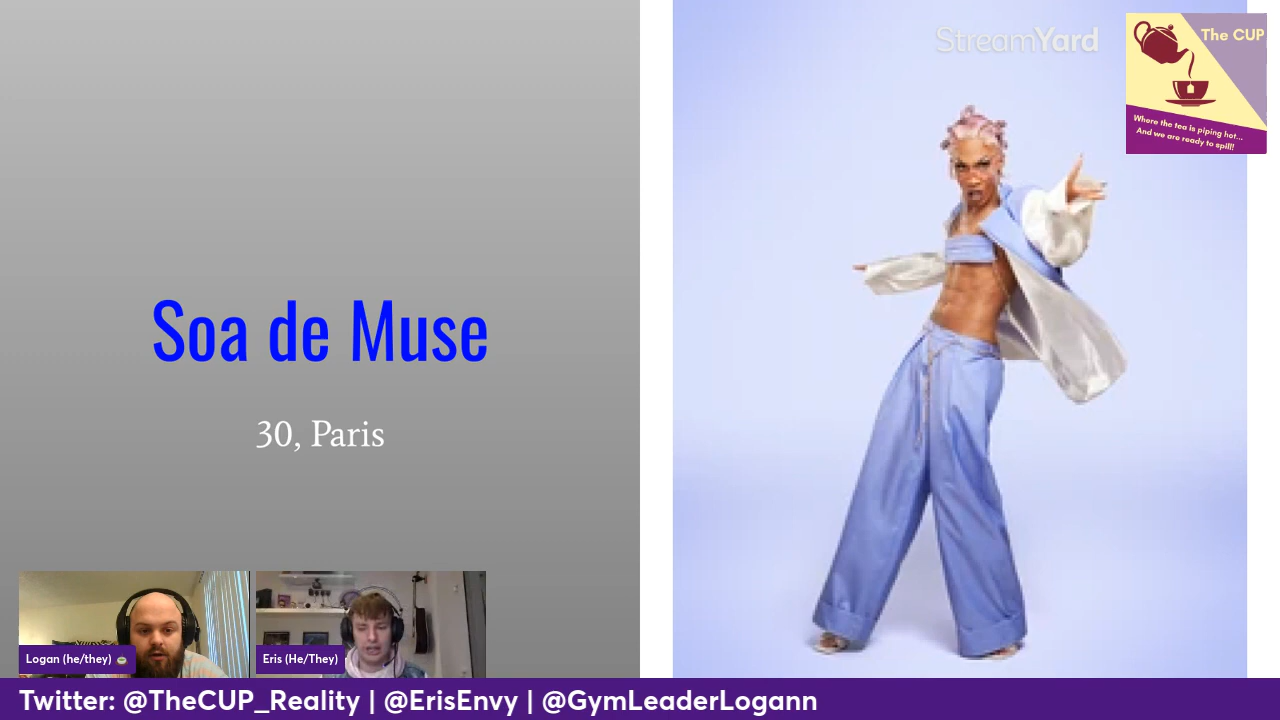 StreamYard
The CUP
Where the tea is piping hot...
And we are ready to spill!
Soa de Muse
30, Paris
Logan (he/they) 🍵
Eris (He/They)
Twitter: @TheCUP_Reality | @ErisEnvy | @GymLeaderLogann